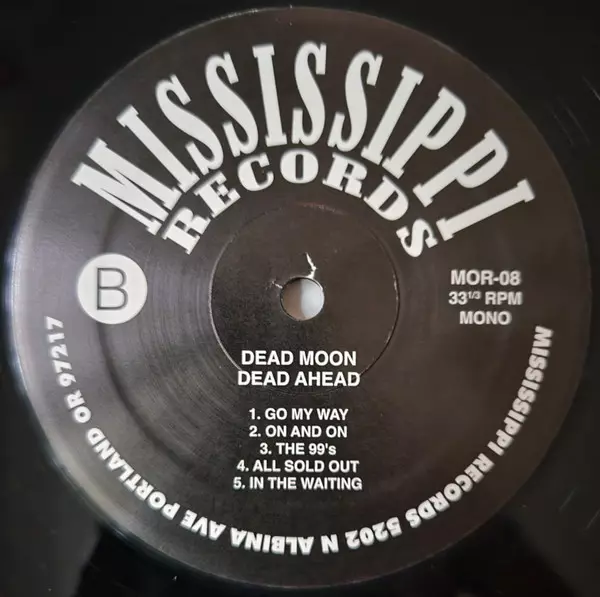 MISSISSIPPI
RECORDS
B
MOR-08
33 1/3 RPM
MONO
DEAD MOON
DEAD AHEAD
1. GO MY WAY
2. ON AND ON
3. THE 99's
4. ALL SOLD OUT
5. IN THE WAITING
MISSISSIPPI RECORDS 5202 N ALBINA AVE PORTLAND OR 97217